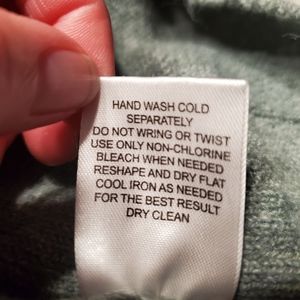 HAND WASH COLD
SEPARATELY
DO NOT WRING OR TWIST
USE ONLY NON-CHLORINE
BLEACH WHEN NEEDED
RESHAPE AND DRY FLAT
COOL IRON AS NEEDED
FOR THE BEST RESULT
DRY CLEAN